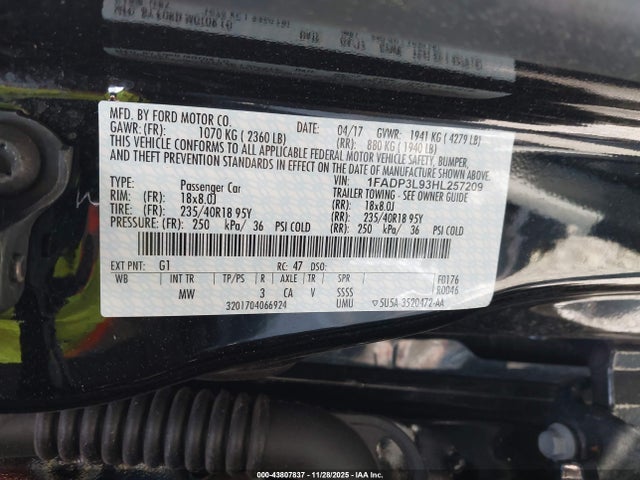 MFD. BY FORD MOTOR CO.
DATE: 04/17 GVWR: 1941 KG ( 4279 LB)
GAWR: (FR): 1070 KG ( 2360 LB) (RR): 880 KG ( 1940 LB)
THIS VEHICLE CONFORMS TO ALL APPLICABLE FEDERAL MOTOR VEHICLE SAFETY, BUMPER,
AND THEFT PREVENTION STANDARDS IN EFFECT ON THE DATE OF MANUFACTURE SHOWN ABOVE.
VIN: 1FADP3L93HL257209
TYPE: Passenger Car TRAILER TOWING - SEE OWNER GUIDE
RIM: (FR): 18x8.0J (RR): 18x8.0J
TIRE: (FR): 235/40R18 95Y (RR): 235/40R18 95Y
PRESSURE: (FR): 250 kPa/ 36 PSI COLD (RR): 250 kPa/ 36 PSI COLD
EXT PNT: G1 RC: 47 DSO: F0176
WB INT TR TP/PS R AXLE TR SPR R0046
MW 3 CA V SSSS
3201704066924 UMU 5U5A-3520472-AA
000-43807837 - 11/28/2025 - IAAI.COM